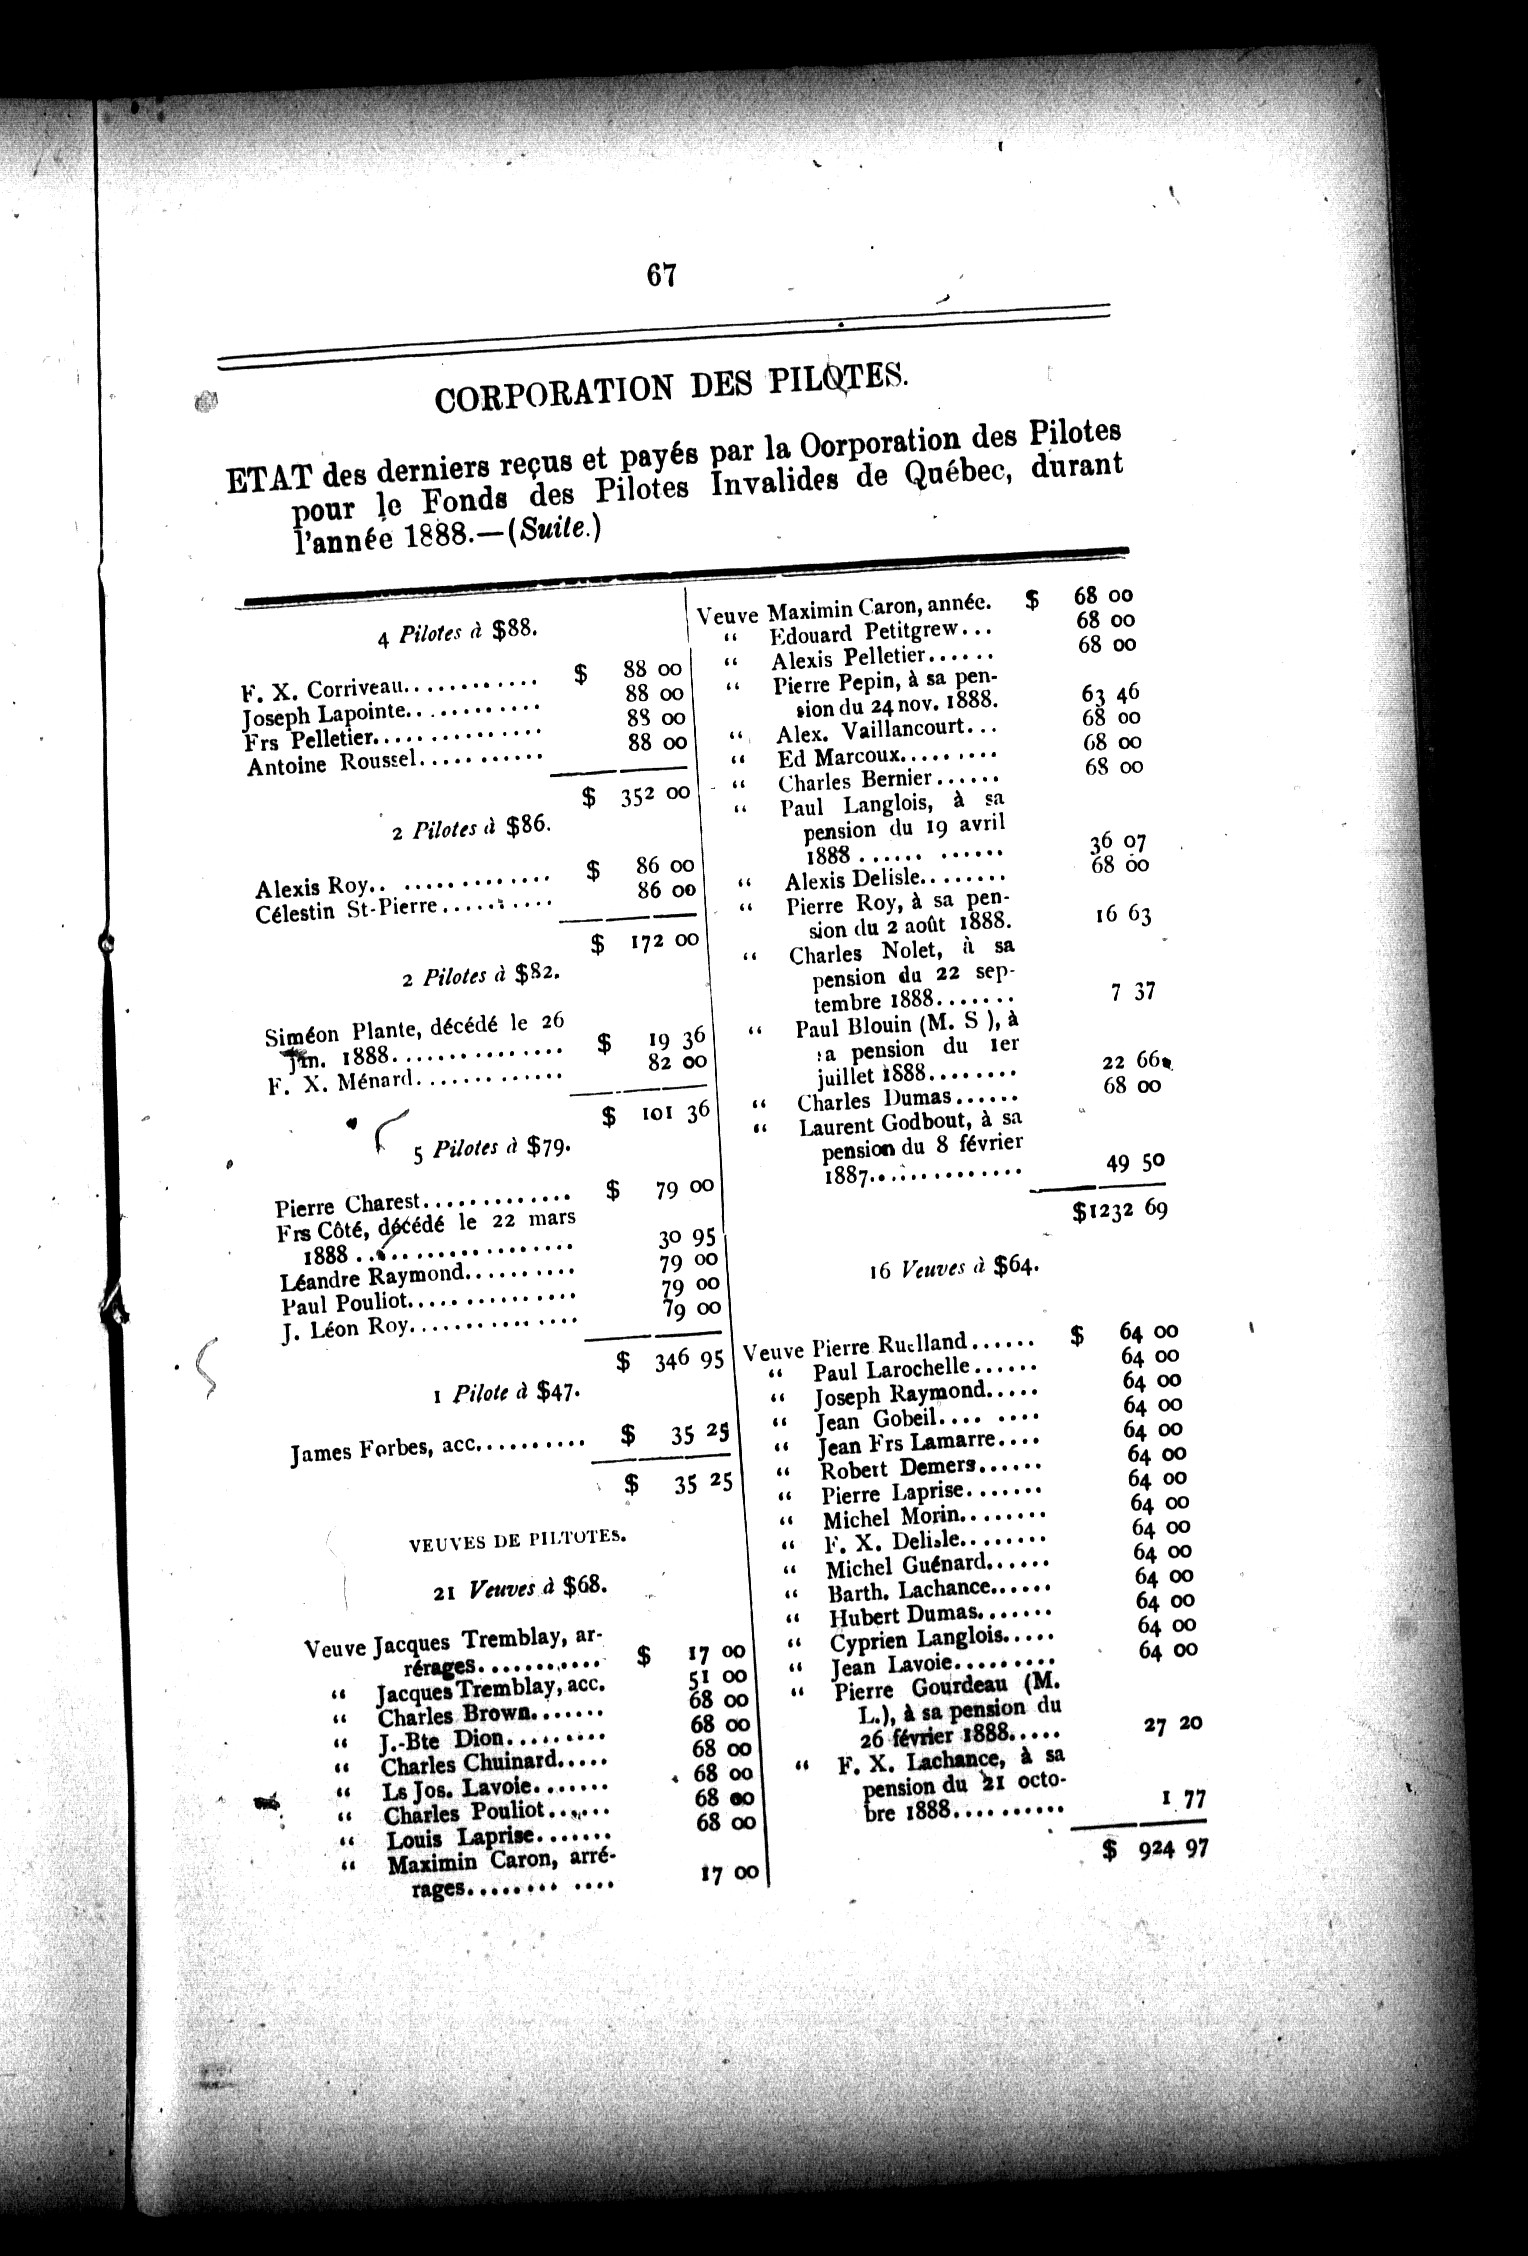 67
CORPORATION DES PILOTES.
ETAT des derniers reçus et payés par la Oorporation des Pilotes
pour le Fonds des Pilotes Invalides de Québec, durant
l'année 1888.—(Suite.)
4 Pilotes à $88.
F. X. Corriveau............ $ 88 00
Joseph Lapointe............ 88 00
Frs Pelletier............... 88 00
Antoine Roussel........... 88 00
$ 352 00
2 Pilotes à $86.
Alexis Roy.. ............. $ 86 00
Célestin St-Pierre.......... 86 00
$ 172 00
2 Pilotes à $82.
Siméon Plante, décédé le 26
jan. 1888............... $ 19 36
F. X. Ménard............. 82 00
$ 101 36
5 Pilotes à $79.
Pierre Charest............. $ 79 00
Frs Côté, décédé le 22 mars
1888 .................. 30 95
Léandre Raymond.......... 79 00
Paul Pouliot............... 79 00
J. Léon Roy............... 79 00
$ 346 95
1 Pilote à $47.
James Forbes, acc.......... $ 35 25
$ 35 25
VEUVES DE PILTOTES.
21 Veuves à $68.
Veuve Jacques Tremblay, ar-
rérages............ $ 17 00
“ Jacques Tremblay, acc. 51 00
“ Charles Brown....... 68 00
“ J.-Bte Dion......... 68 00
“ Charles Chuinard..... 68 00
“ Ls Jos. Lavoie....... 68 00
“ Charles Pouliot...... 68 00
“ Louis Laprise....... 68 00
“ Maximin Caron, arré-
rages........ .... 17 00
Veuve Maximin Caron, année. $ 68 00
“ Edouard Petitgrew... 68 00
“ Alexis Pelletier...... 68 00
“ Pierre Pepin, à sa pen-
sion du 24 nov. 1888. 63 46
“ Alex. Vaillancourt... 68 00
“ Ed Marcoux......... 68 00
“ Charles Bernier...... 68 00
“ Paul Langlois, à sa
pension du 19 avril
1888 ...... ...... 36 07
“ Alexis Delisle........ 68 00
“ Pierre Roy, à sa pen-
sion du 2 août 1888. 16 63
“ Charles Nolet, à sa
pension du 22 sep-
tembre 1888....... 7 37
“ Paul Blouin (M. S ), à
sa pension du 1er
juillet 1888........ 22 66
“ Charles Dumas...... 68 00
“ Laurent Godbout, à sa
pension du 8 février
1887.............. 49 50
$1232 69
16 Veuves à $64.
Veuve Pierre Ruelland...... $ 64 00
“ Paul Larochelle...... 64 00
“ Joseph Raymond..... 64 00
“ Jean Gobeil.... .... 64 00
“ Jean Frs Lamarre.... 64 00
“ Robert Demers...... 64 00
“ Pierre Laprise....... 64 00
“ Michel Morin........ 64 00
“ F. X. Delisle........ 64 00
“ Michel Guénard...... 64 00
“ Barth. Lachance...... 64 00
“ Hubert Dumas....... 64 00
“ Cyprien Langlois..... 64 00
“ Jean Lavoie......... 64 00
“ Pierre Gourdeau (M.
L.), à sa pension du
26 février 1888..... 27 20
“ F. X. Lachance, à sa
pension du 21 octo-
bre 1888.......... 1 77
$ 924 97